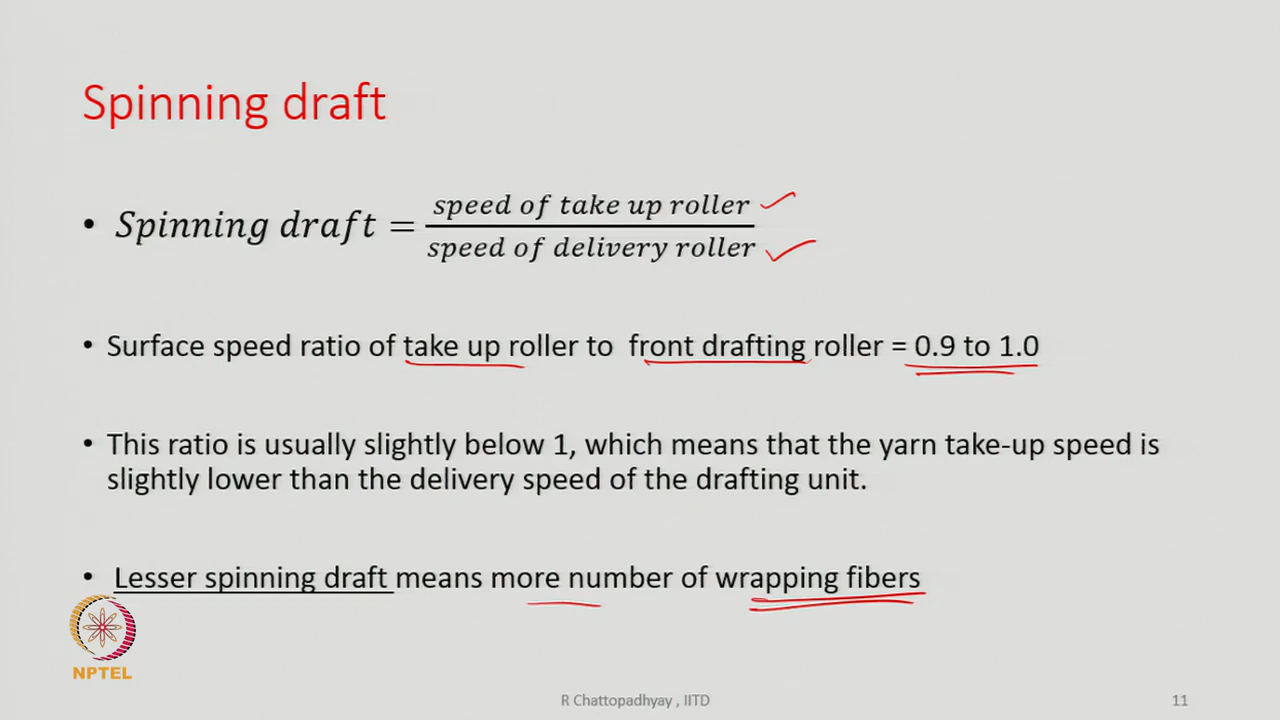 Spinning draft
• Spinning draft = speed of take up roller / speed of delivery roller
• Surface speed ratio of take up roller to front drafting roller = 0.9 to 1.0
• This ratio is usually slightly below 1, which means that the yarn take-up speed is
slightly lower than the delivery speed of the drafting unit.
• Lesser spinning draft means more number of wrapping fibers
NPTEL
R Chattopadhyay , IITD
11